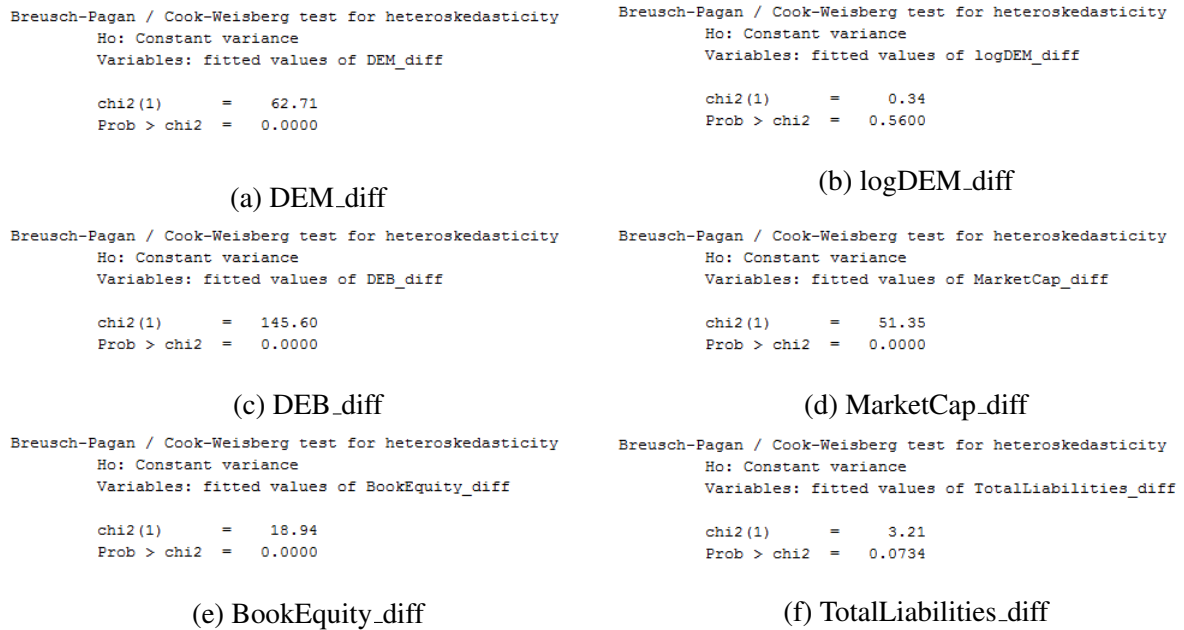 Breusch-Pagan / Cook-Weisberg test for heteroskedasticity
Ho: Constant variance
Variables: fitted values of DEM_diff
chi2(1) = 62.71
Prob > chi2 = 0.0000
(a) DEM_diff
Breusch-Pagan / Cook-Weisberg test for heteroskedasticity
Ho: Constant variance
Variables: fitted values of logDEM_diff
chi2(1) = 0.34
Prob > chi2 = 0.5600
(b) logDEM_diff
Breusch-Pagan / Cook-Weisberg test for heteroskedasticity
Ho: Constant variance
Variables: fitted values of DEB_diff
chi2(1) = 145.60
Prob > chi2 = 0.0000
(c) DEB_diff
Breusch-Pagan / Cook-Weisberg test for heteroskedasticity
Ho: Constant variance
Variables: fitted values of MarketCap_diff
chi2(1) = 51.35
Prob > chi2 = 0.0000
(d) MarketCap_diff
Breusch-Pagan / Cook-Weisberg test for heteroskedasticity
Ho: Constant variance
Variables: fitted values of BookEquity_diff
chi2(1) = 18.94
Prob > chi2 = 0.0000
(e) BookEquity_diff
Breusch-Pagan / Cook-Weisberg test for heteroskedasticity
Ho: Constant variance
Variables: fitted values of TotalLiabilities_diff
chi2(1) = 3.21
Prob > chi2 = 0.0734
(f) TotalLiabilities_diff